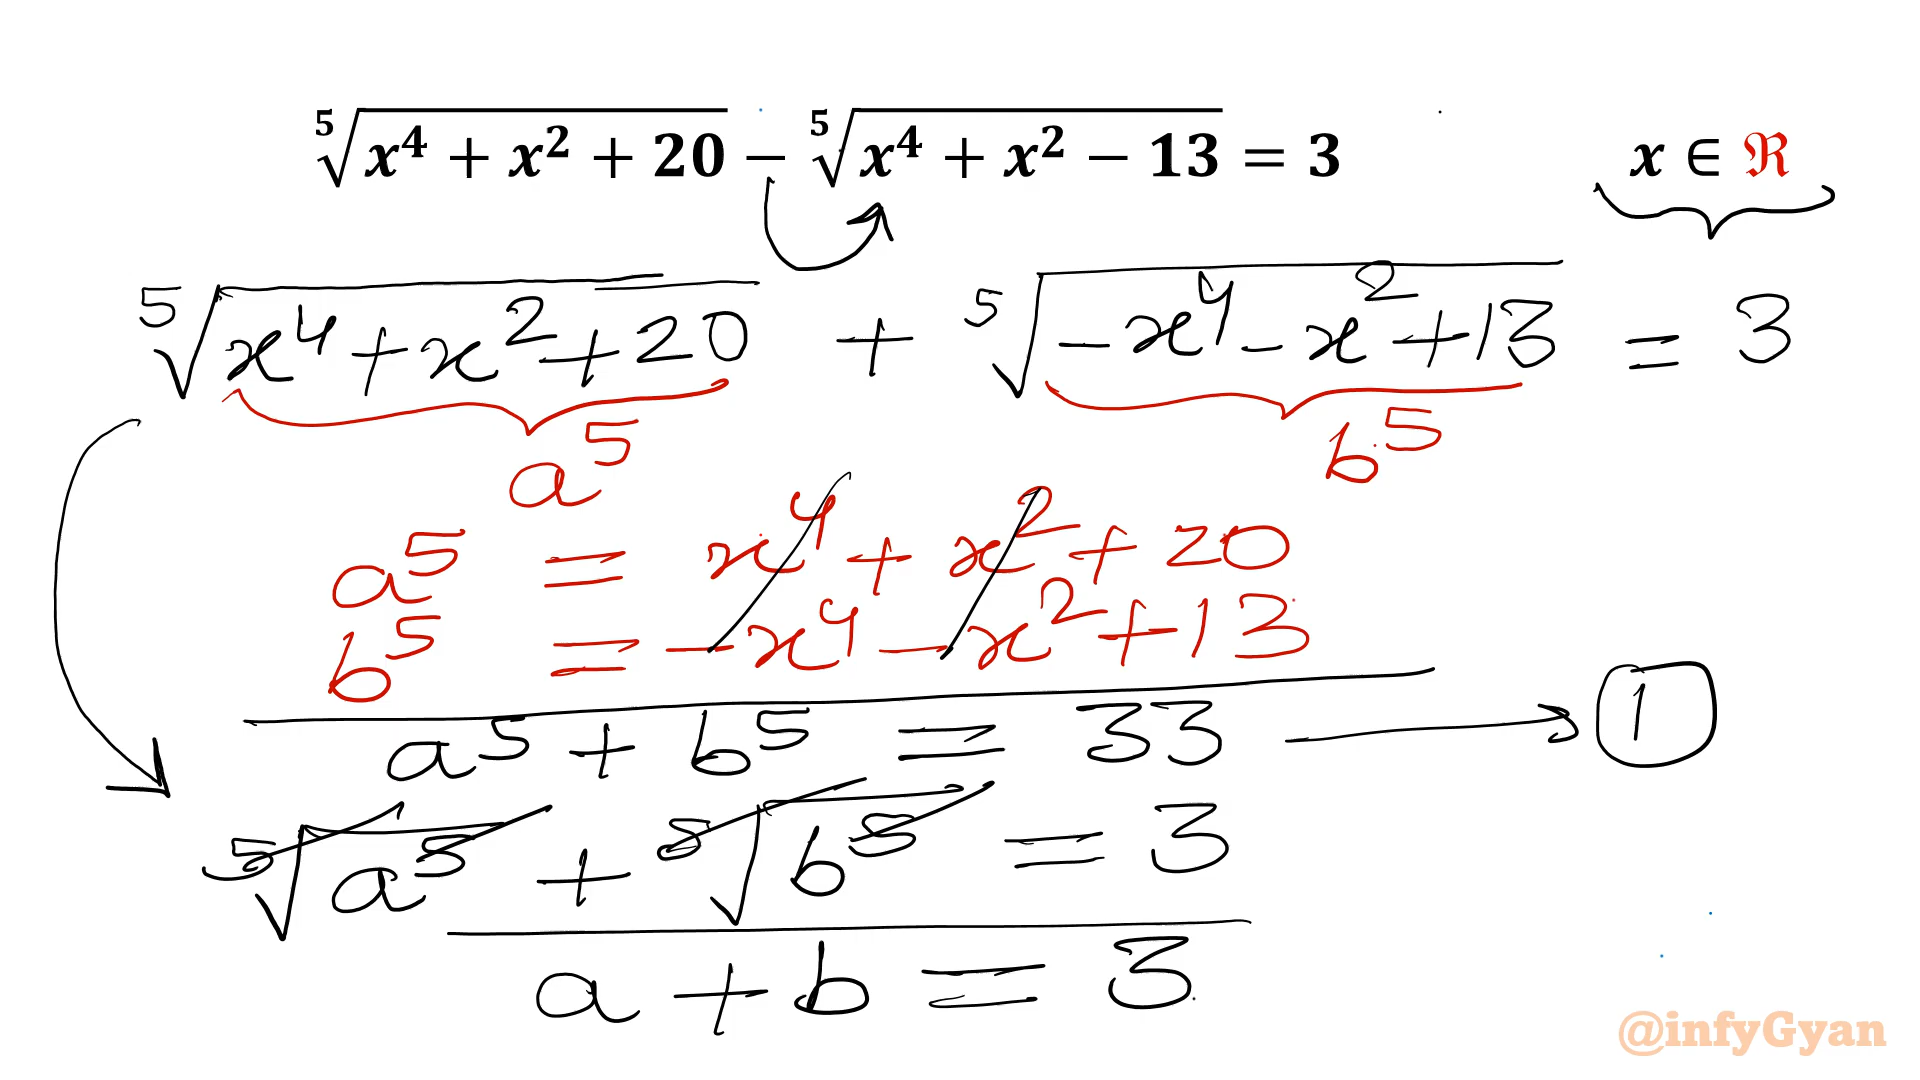 ⁵√(x⁴ + x² + 20) − ⁵√(x⁴ + x² − 13) = 3 x ∈ ℜ
⁵√(x⁴ + x² + 20) + ⁵√(−x⁴ − x² + 13) = 3
a⁵ b⁵
a⁵ = x⁴ + x² + 20
b⁵ = −x⁴ − x² + 13
a⁵ + b⁵ = 33 → 1
⁵√a⁵ + ⁵√b⁵ = 3
a + b = 3
@infyGyan